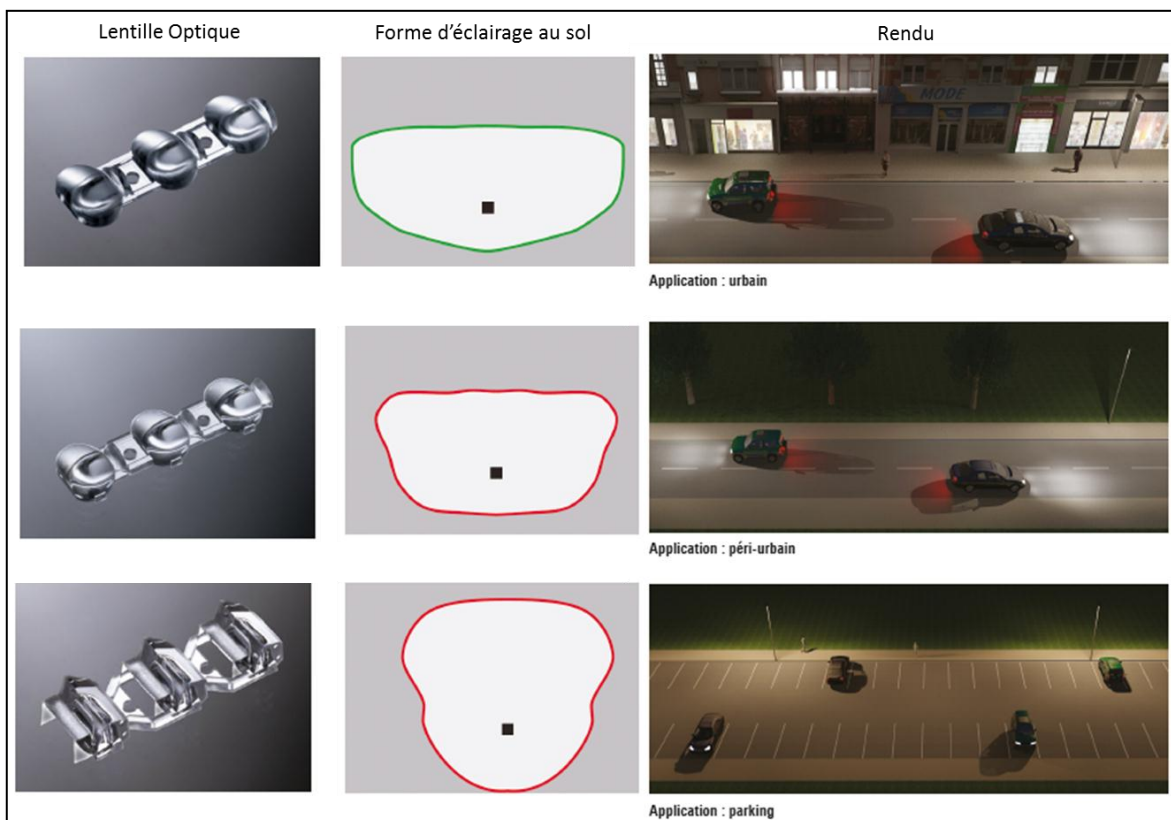 Lentille Optique
Forme d'éclairage au sol
Rendu
MODE
Application : urbain
Application : péri-urbain
Application : parking